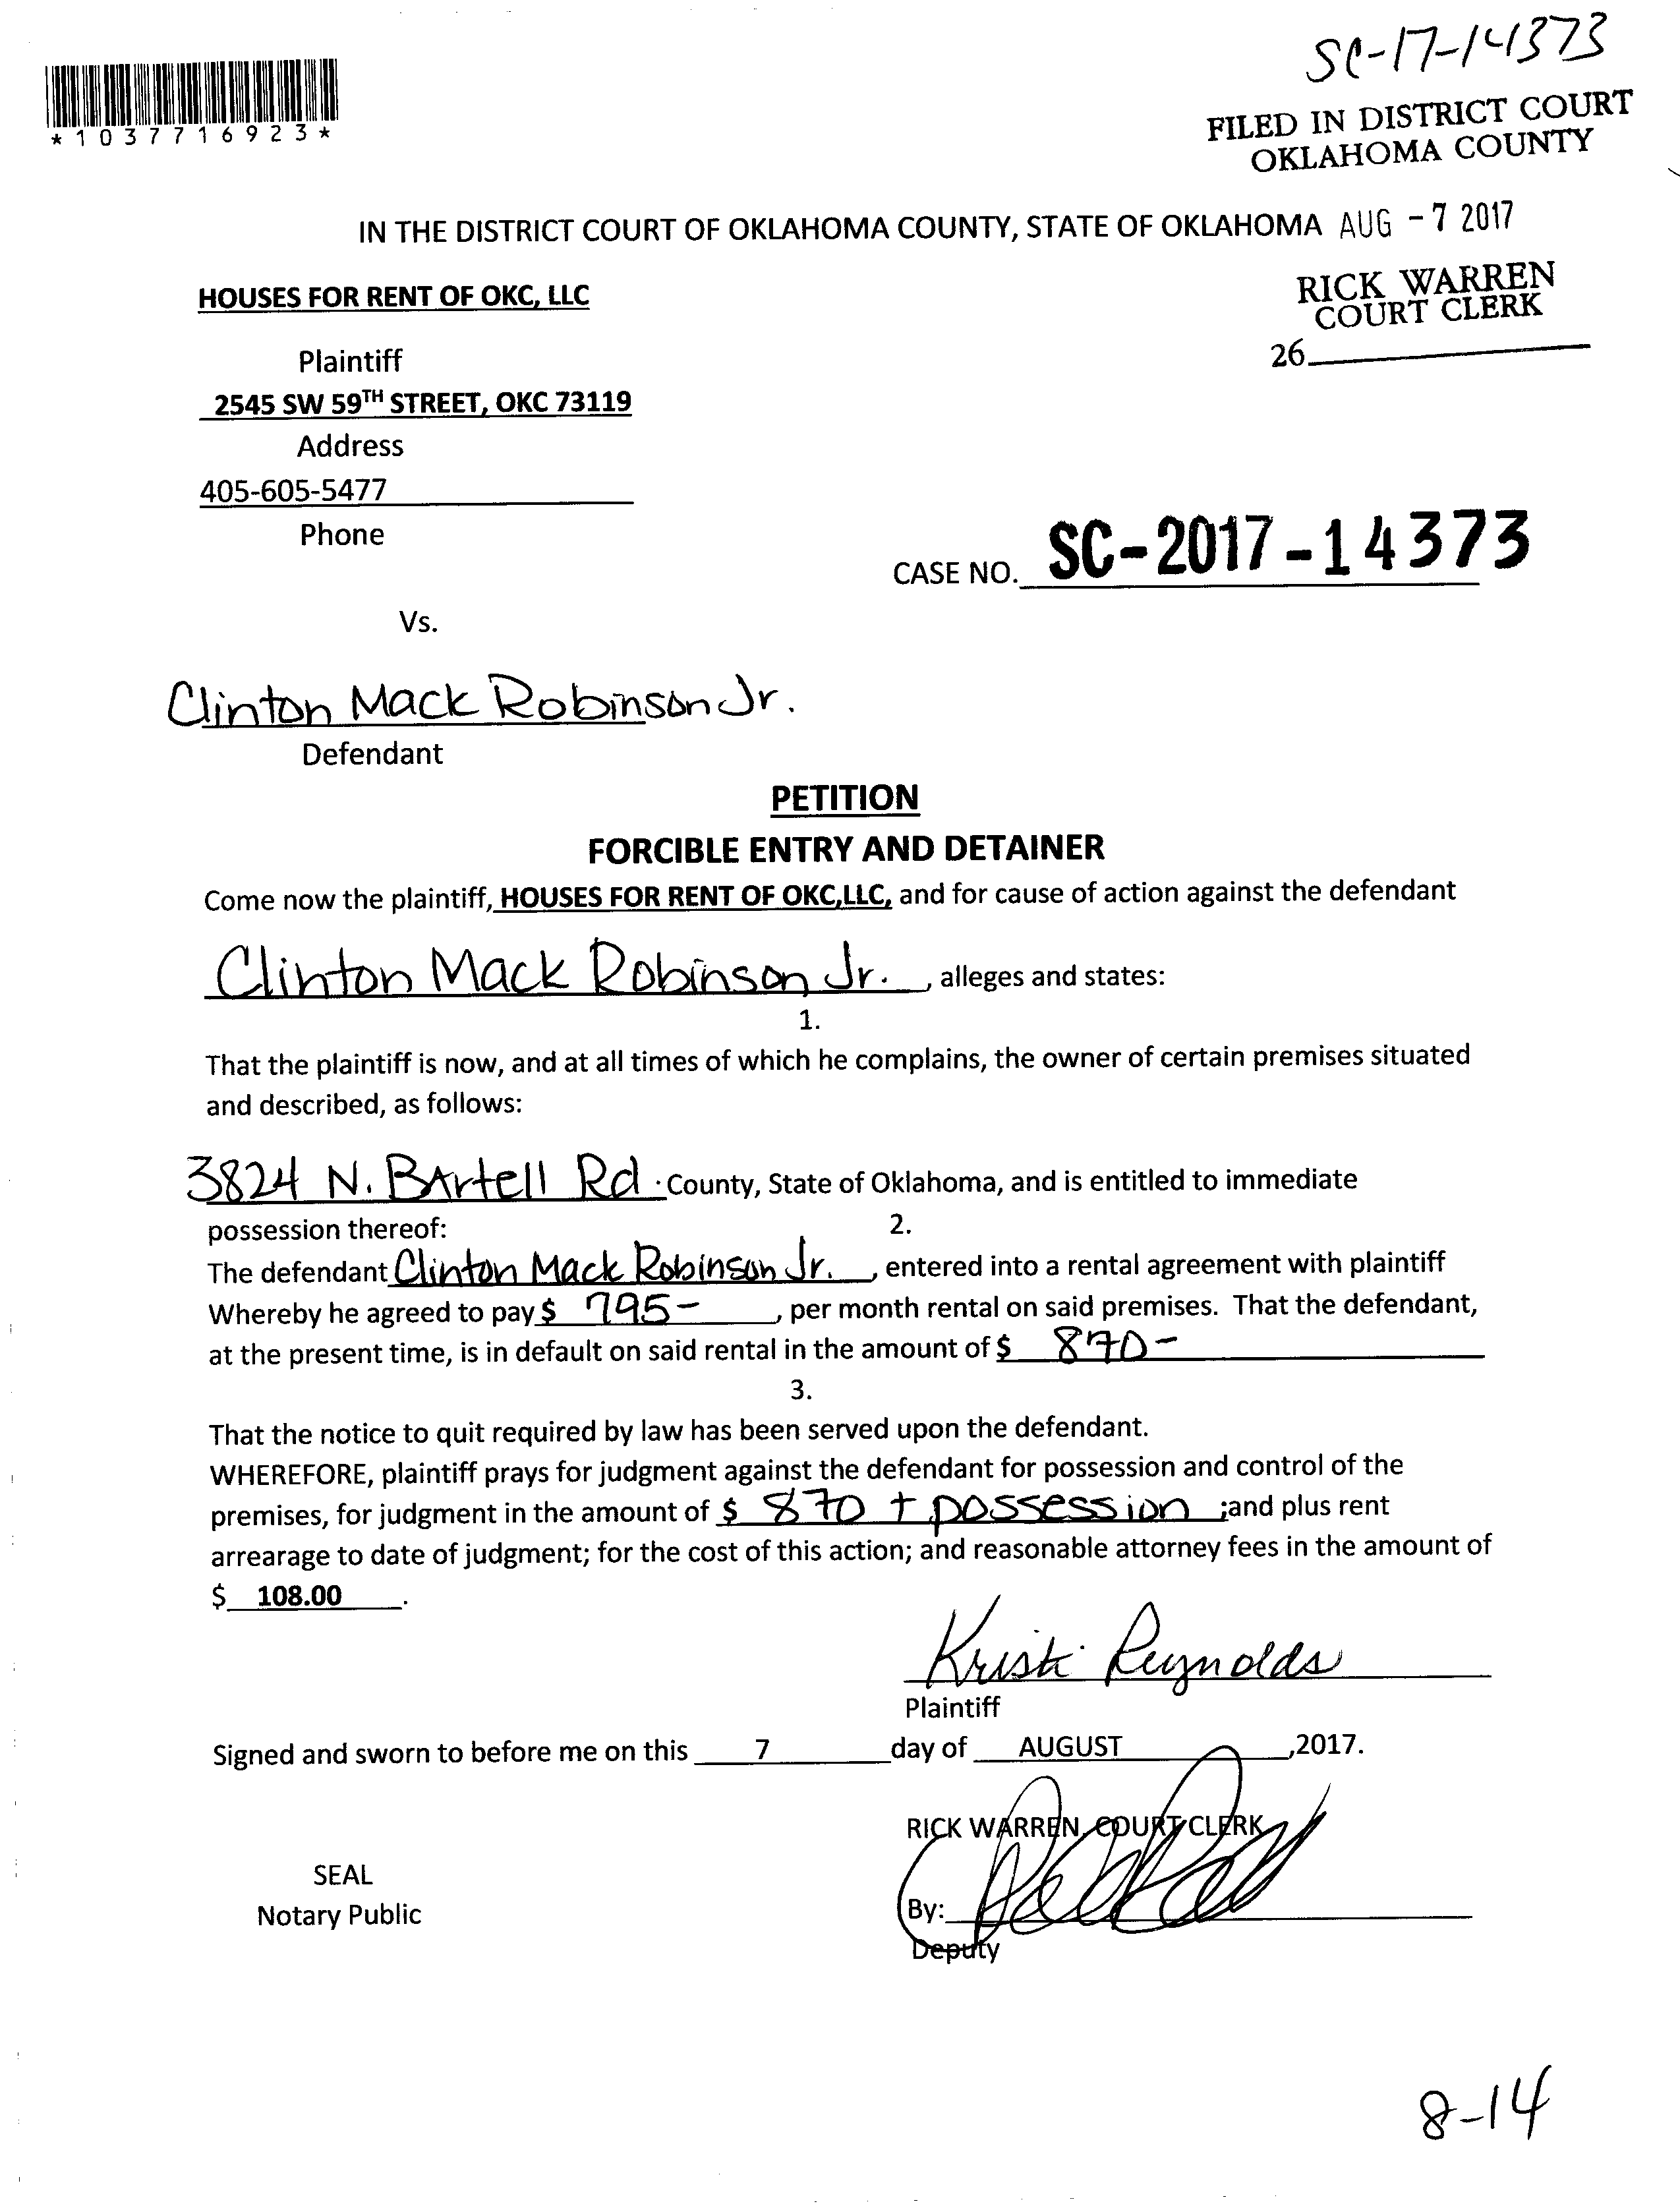 SC-17-14373
*1037716923*
FILED IN DISTRICT COURT
OKLAHOMA COUNTY
IN THE DISTRICT COURT OF OKLAHOMA COUNTY, STATE OF OKLAHOMA AUG -7 2017
HOUSES FOR RENT OF OKC, LLC
RICK WARREN
COURT CLERK
Plaintiff
26
2545 SW 59TH STREET, OKC 73119
Address
405-605-5477
Phone
CASE NO. SC-2017-14373
Vs.
Clinton Mack Robinson Jr.
Defendant
PETITION
FORCIBLE ENTRY AND DETAINER
Come now the plaintiff, HOUSES FOR RENT OF OKC,LLC, and for cause of action against the defendant
Clinton Mack Robinson Jr. , alleges and states:
1.
That the plaintiff is now, and at all times of which he complains, the owner of certain premises situated
and described, as follows:
3824 N. BArtell Rd . County, State of Oklahoma, and is entitled to immediate
possession thereof: 2.
The defendant Clinton Mack Robinson Jr. , entered into a rental agreement with plaintiff
Whereby he agreed to pay $ 795- , per month rental on said premises. That the defendant,
at the present time, is in default on said rental in the amount of $ 870-
3.
That the notice to quit required by law has been served upon the defendant.
WHEREFORE, plaintiff prays for judgment against the defendant for possession and control of the
premises, for judgment in the amount of $ 870 + possession ;and plus rent
arrearage to date of judgment; for the cost of this action; and reasonable attorney fees in the amount of
$ 108.00 .
Kristi Reynolds
Plaintiff
Signed and sworn to before me on this 7 day of AUGUST ,2017.
RICK WARREN, COURT CLERK
SEAL
Notary Public
By:
Deputy
8-14